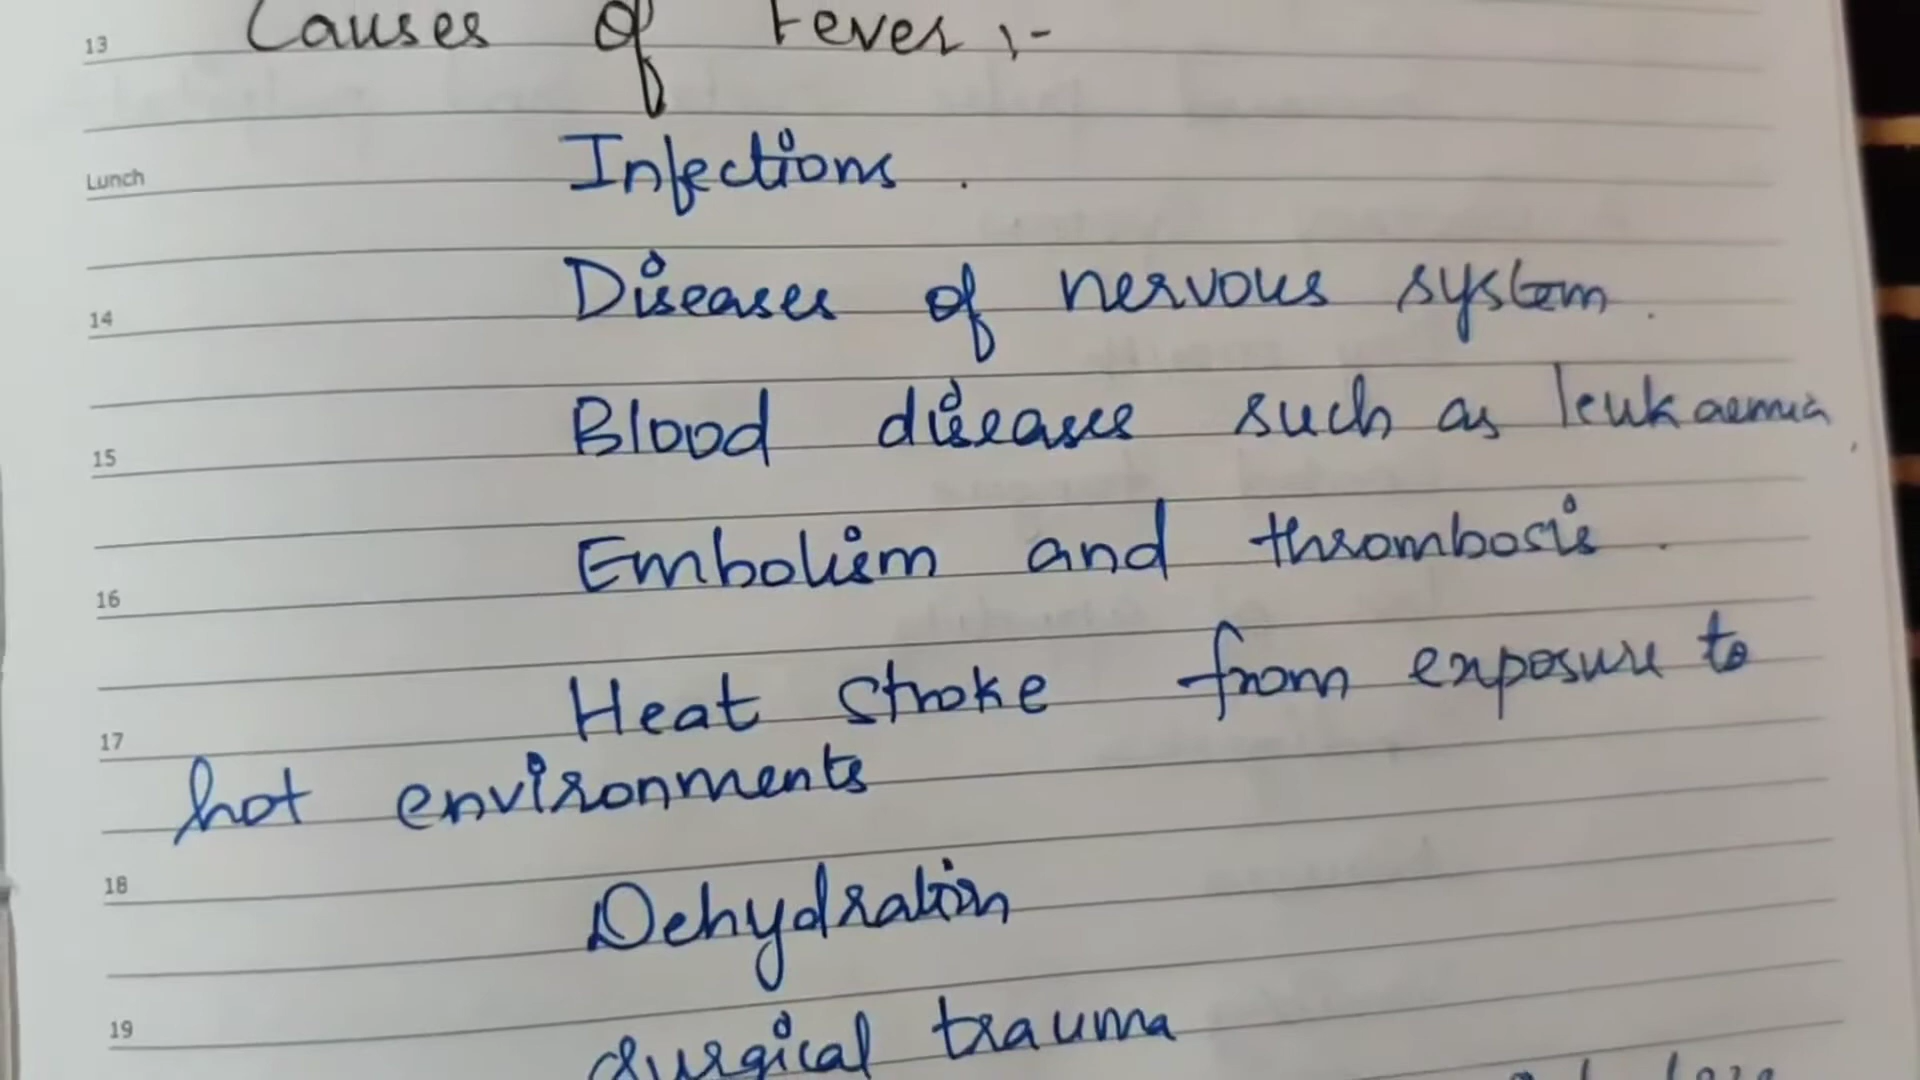 13 Causes of Fever :-
Lunch Infections .
14 Diseases of nervous system .
15 Blood diseases such as leukaemia .
16 Embolism and thrombosis .
Heat stroke from exposure to
17
hot environments
18 Dehydration
19 Surgical trauma